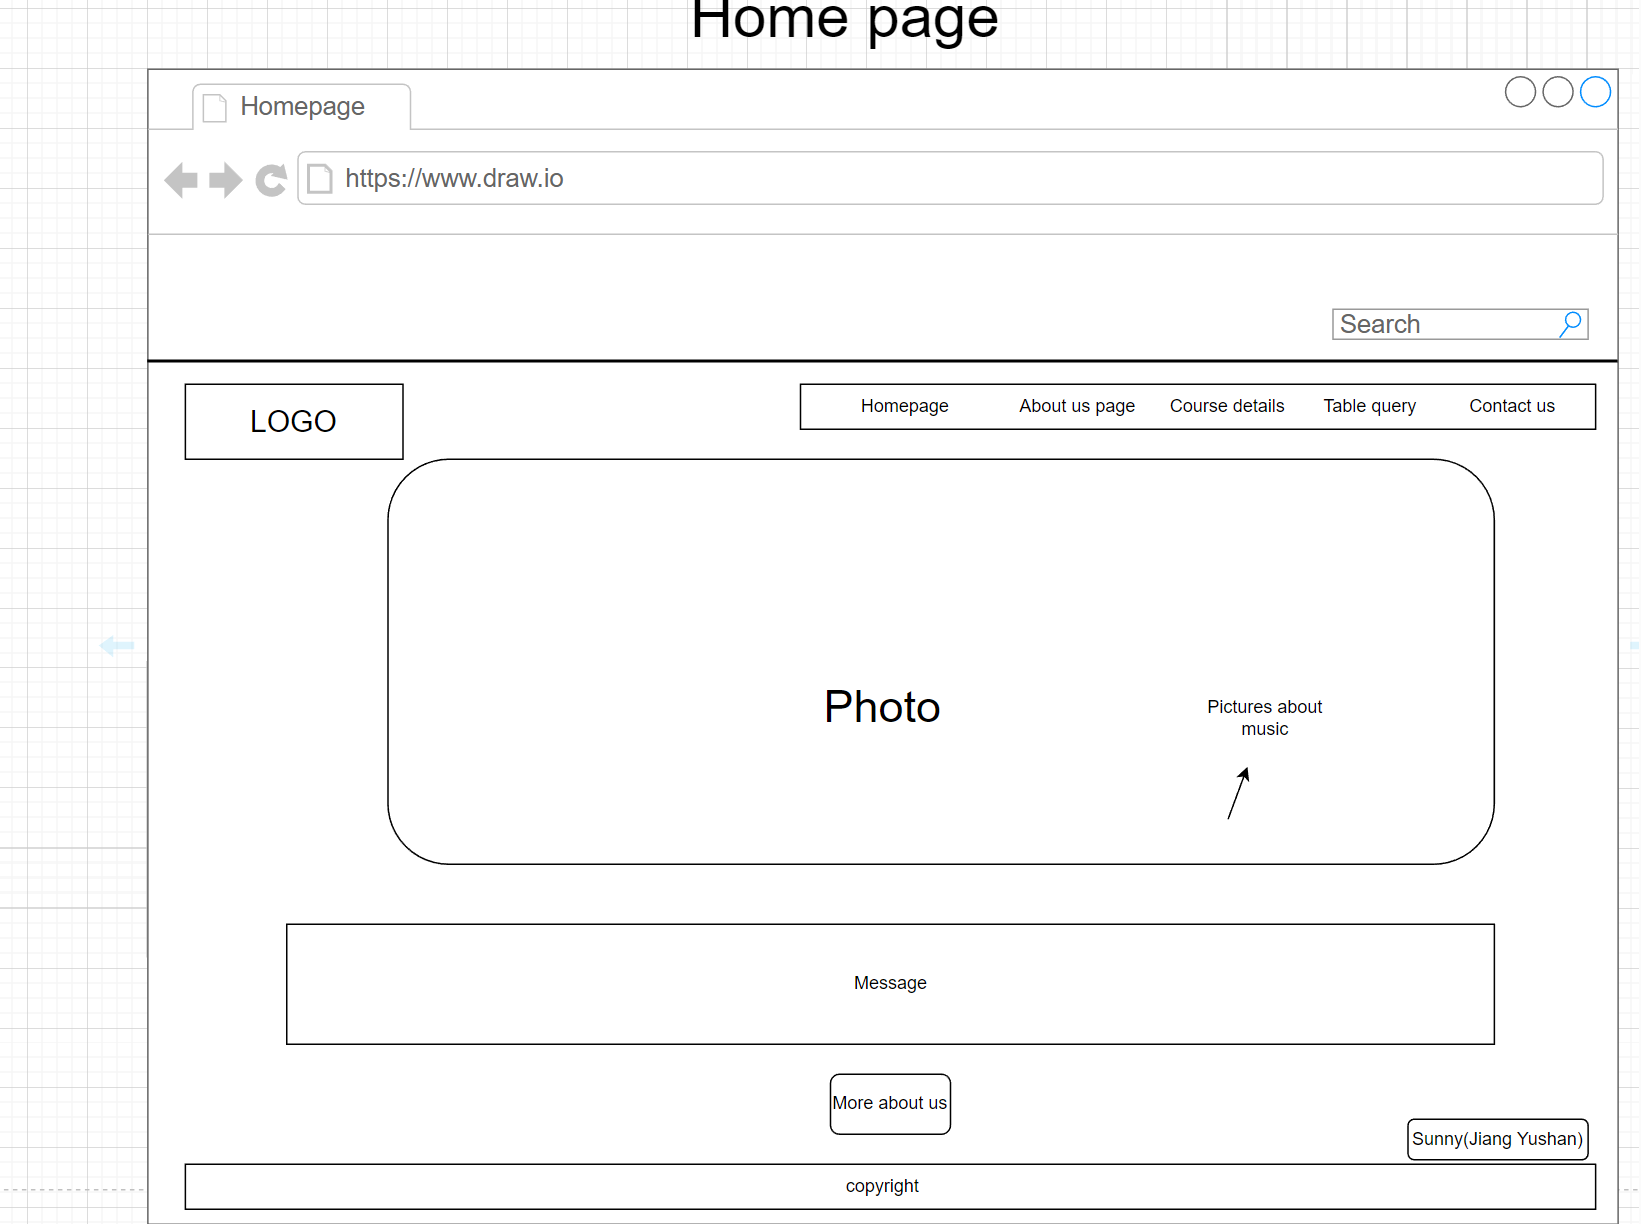 Home page
Homepage
https://www.draw.io
Search
LOGO
Homepage About us page Course details Table query Contact us
Photo
Pictures about
music
Message
More about us
Sunny(Jiang Yushan)
copyright